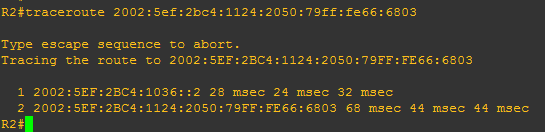 R2#traceroute 2002:5ef:2bc4:1124:2050:79ff:fe66:6803
Type escape sequence to abort.
Tracing the route to 2002:5EF:2BC4:1124:2050:79FF:FE66:6803
1 2002:5EF:2BC4:1036::2 28 msec 24 msec 32 msec
2 2002:5EF:2BC4:1124:2050:79FF:FE66:6803 68 msec 44 msec 44 msec
R2#